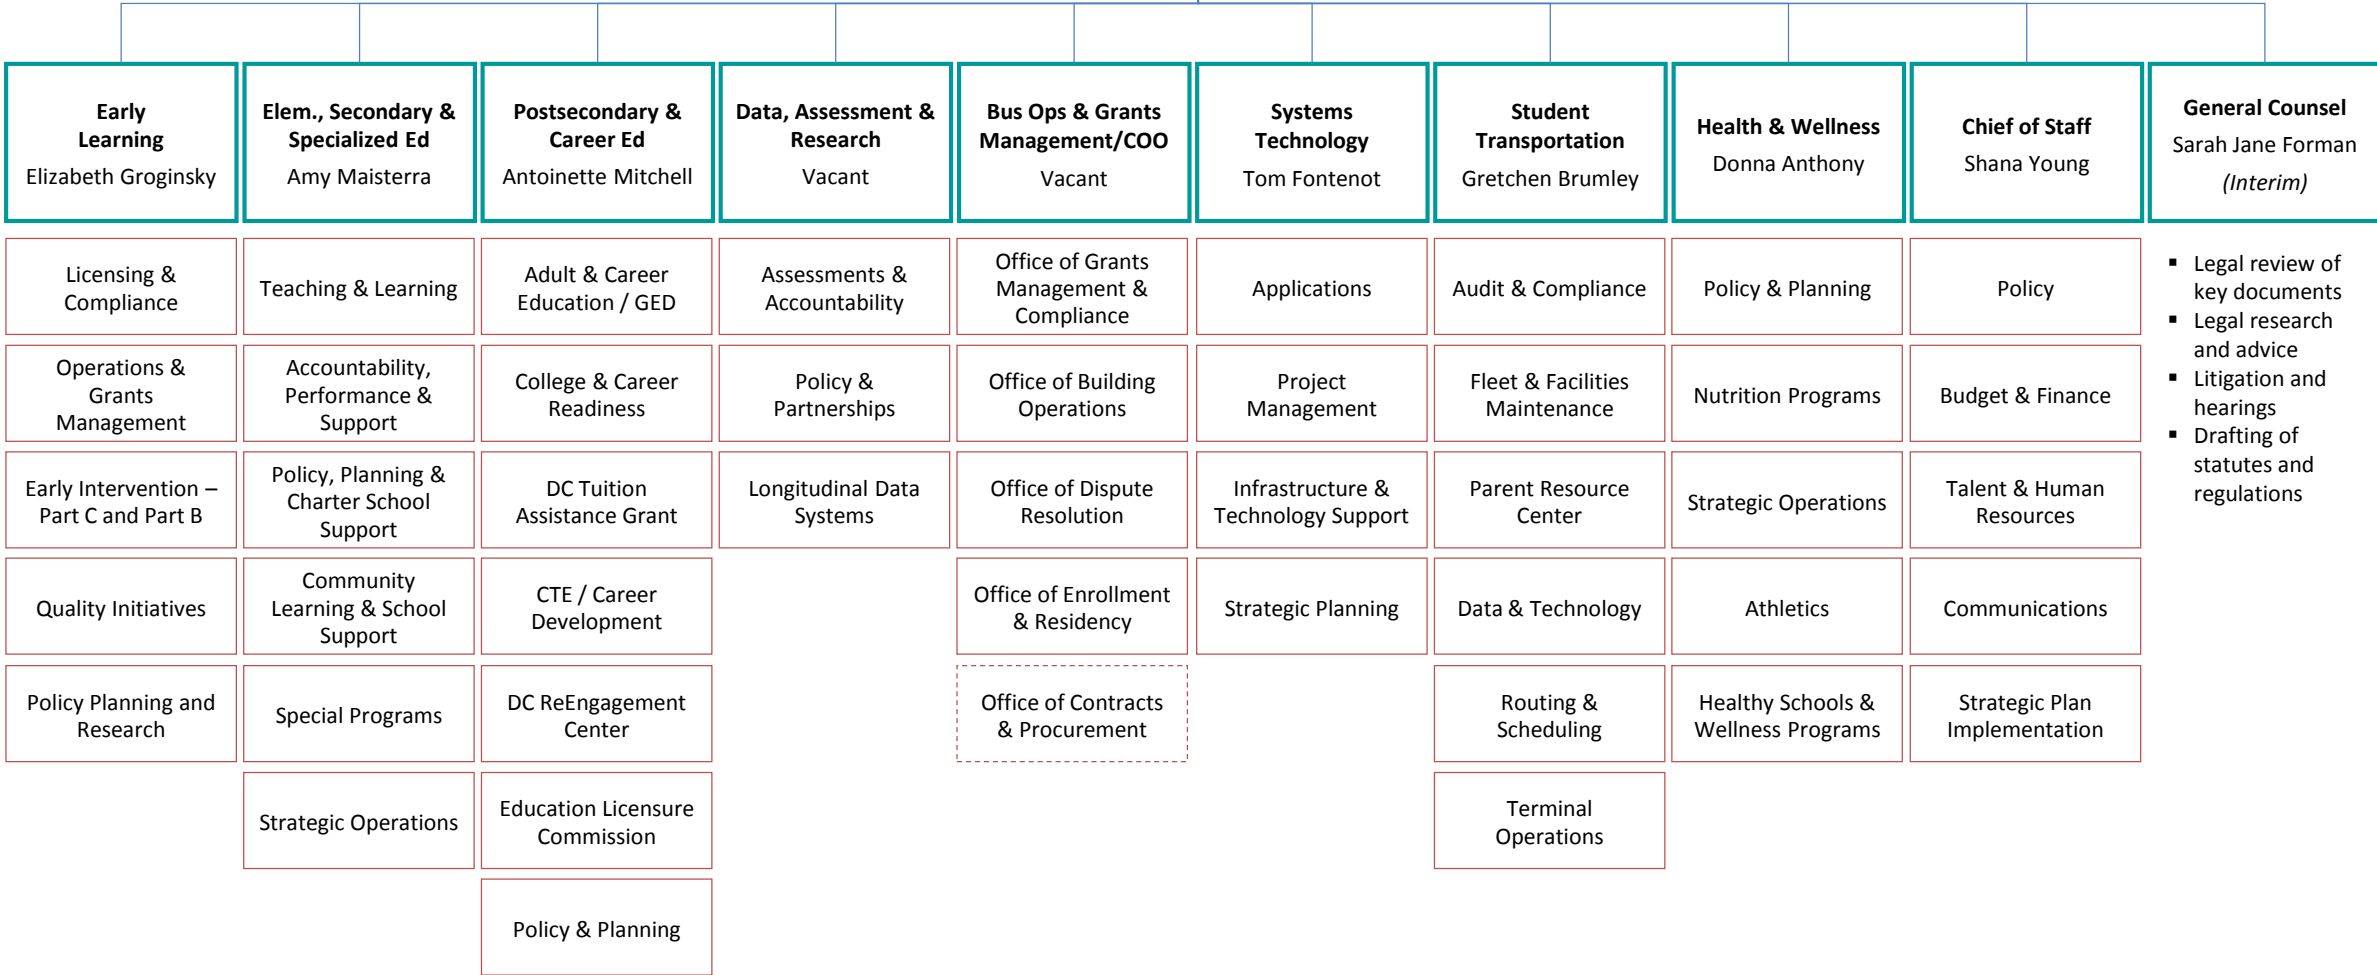 Early
Learning
Elizabeth Groginsky
Elem., Secondary &
Specialized Ed
Amy Maisterra
Postsecondary &
Career Ed
Antoinette Mitchell
Data, Assessment &
Research
Vacant
Bus Ops & Grants
Management/COO
Vacant
Systems
Technology
Tom Fontenot
Student
Transportation
Gretchen Brumley
Health & Wellness
Donna Anthony
Chief of Staff
Shana Young
General Counsel
Sarah Jane Forman
(Interim)
Licensing &
Compliance
Operations &
Grants
Management
Early Intervention –
Part C and Part B
Quality Initiatives
Policy Planning and
Research
Teaching & Learning
Accountability,
Performance &
Support
Policy, Planning &
Charter School
Support
Community
Learning & School
Support
Special Programs
Strategic Operations
Adult & Career
Education / GED
College & Career
Readiness
DC Tuition
Assistance Grant
CTE / Career
Development
DC ReEngagement
Center
Education Licensure
Commission
Policy & Planning
Assessments &
Accountability
Policy &
Partnerships
Longitudinal Data
Systems
Office of Grants
Management &
Compliance
Office of Building
Operations
Office of Dispute
Resolution
Office of Enrollment
& Residency
Office of Contracts
& Procurement
Applications
Project
Management
Infrastructure &
Technology Support
Strategic Planning
Audit & Compliance
Fleet & Facilities
Maintenance
Parent Resource
Center
Data & Technology
Routing &
Scheduling
Terminal
Operations
Policy & Planning
Nutrition Programs
Strategic Operations
Athletics
Healthy Schools &
Wellness Programs
Policy
Budget & Finance
Talent & Human
Resources
Communications
Strategic Plan
Implementation
▪ Legal review of
key documents
▪ Legal research
and advice
▪ Litigation and
hearings
▪ Drafting of
statutes and
regulations